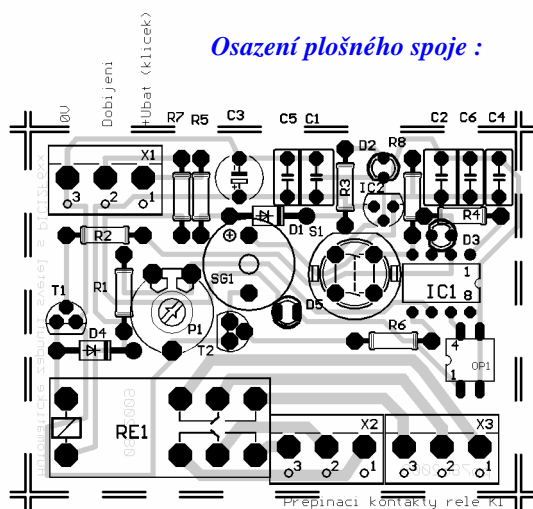 Osazení plošného spoje :
0V
Dobijeni
+Ubat (klicek)
R7 R5 C3 C5 C1 D2 R8 C2 C6 C4
X1
3 2 1
R3
IC2
R4
D1 S1
D3
R2
SG1
T1
R1
P1
D5
IC1
1
8
T2
R6
D4
4
1
OP1
RE1
X2
3 2 1
X3
3 2 1
Prepinaci kontakty rele K1